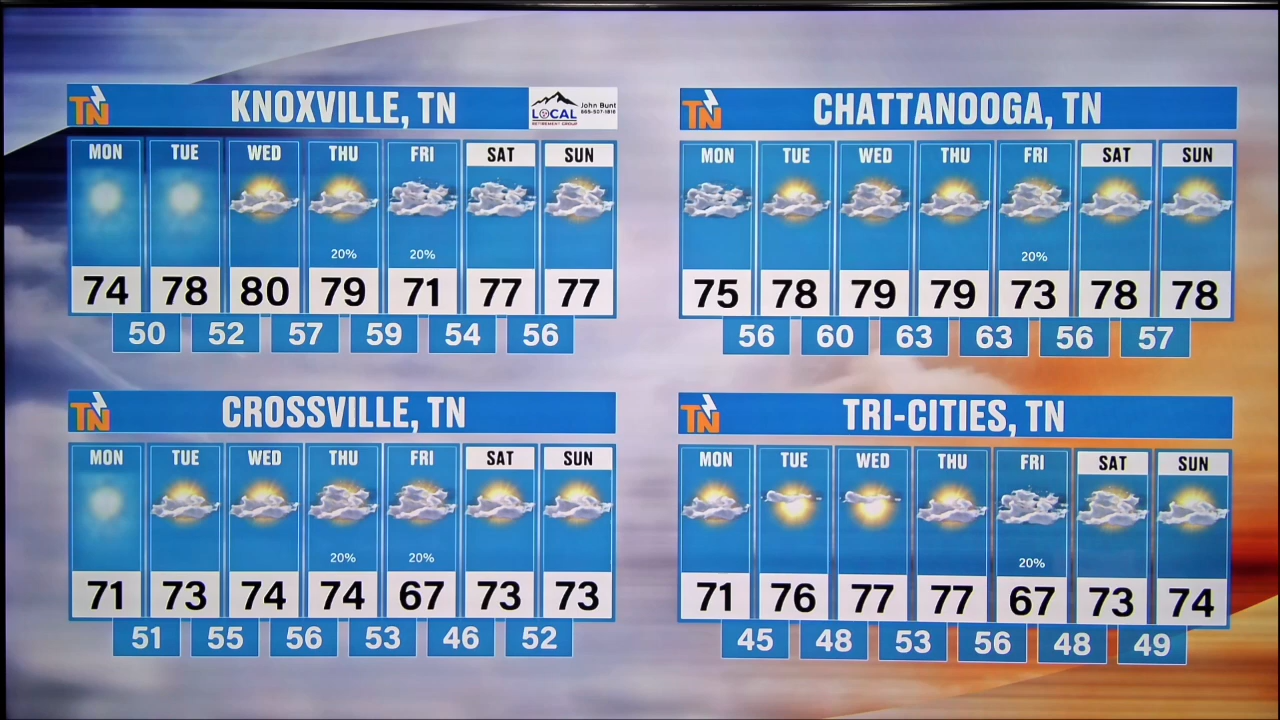 TN KNOXVILLE, TN LOCAL RETIREMENT GROUP John Bunt 865-507-1818
MON TUE WED THU FRI SAT SUN
20% 20%
74 78 80 79 71 77 77
50 52 57 59 54 56
TN CHATTANOOGA, TN
MON TUE WED THU FRI SAT SUN
20%
75 78 79 79 73 78 78
56 60 63 63 56 57
TN CROSSVILLE, TN
MON TUE WED THU FRI SAT SUN
20% 20%
71 73 74 74 67 73 73
51 55 56 53 46 52
TN TRI-CITIES, TN
MON TUE WED THU FRI SAT SUN
20%
71 76 77 77 67 73 74
45 48 53 56 48 49